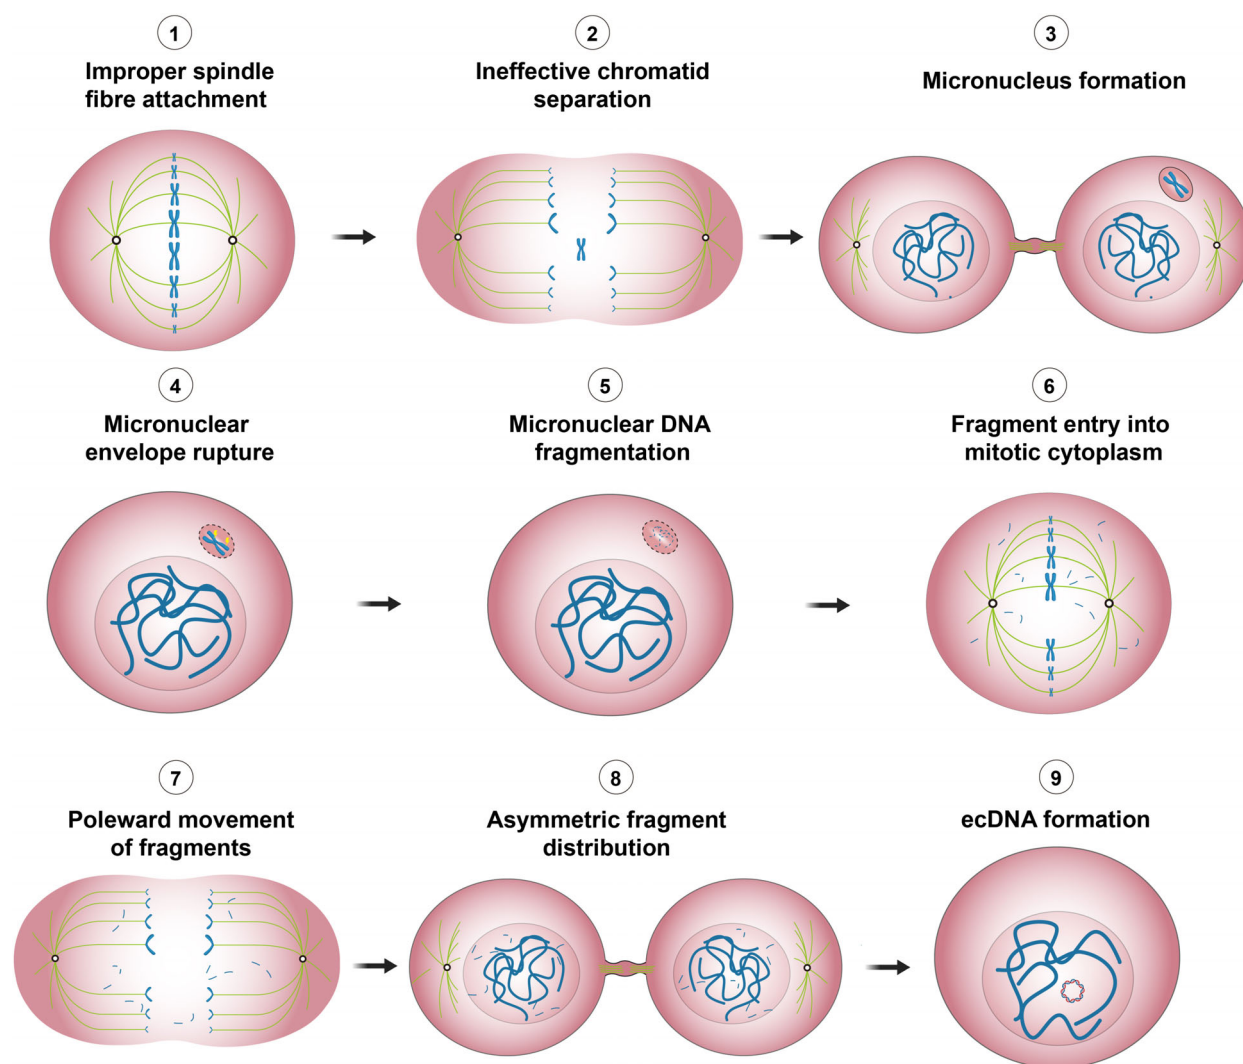 1
Improper spindle
fibre attachment
2
Ineffective chromatid
separation
3
Micronucleus formation
4
Micronuclear
envelope rupture
5
Micronuclear DNA
fragmentation
6
Fragment entry into
mitotic cytoplasm
7
Poleward movement
of fragments
8
Asymmetric fragment
distribution
9
ecDNA formation